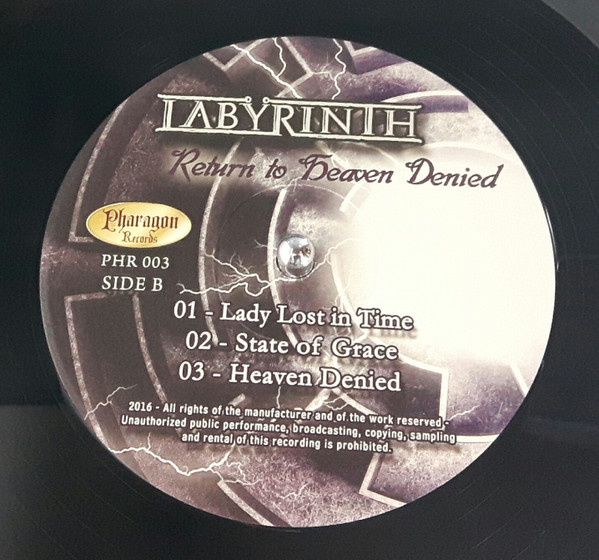 LABŸRINTH
Return to Heaven Denied
Pharagon
Records
PHR 003
SIDE B
01 - Lady Lost in Time
02 - State of Grace
03 - Heaven Denied
2016 - All rights of the manufacturer and of the work reserved -
Unauthorized public performance, broadcasting, copying, sampling
and rental of this recording is prohibited.